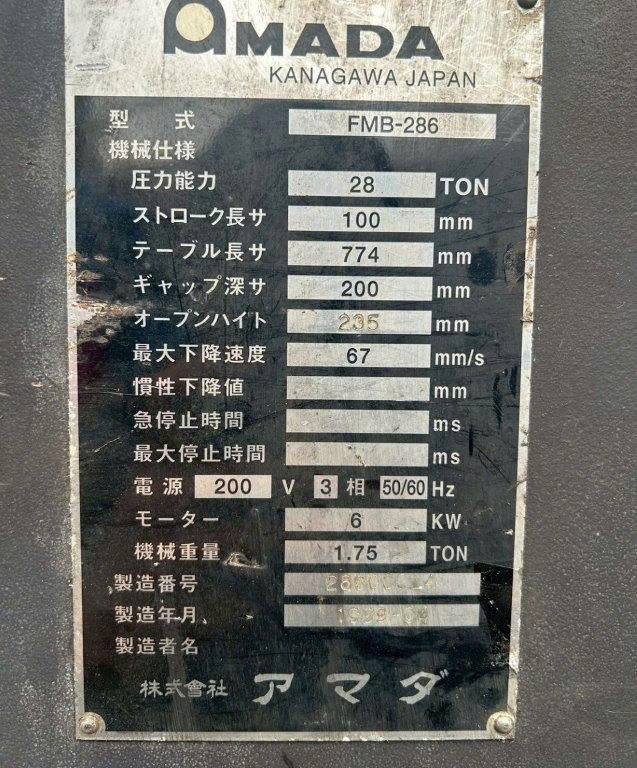 AMADA
KANAGAWA JAPAN
型式 FMB-286
機械仕様
圧力能力 28 TON
ストローク長サ 100 mm
テーブル長サ 774 mm
ギャップ深サ 200 mm
オープンハイト 235 mm
最大下降速度 67 mm/s
慣性下降値 mm
急停止時間 ms
最大停止時間 ms
電源 200 V 3 相 50/60 Hz
モーター 6 KW
機械重量 1.75 TON
製造番号
製造年月
製造者名
株式會社 アマダ